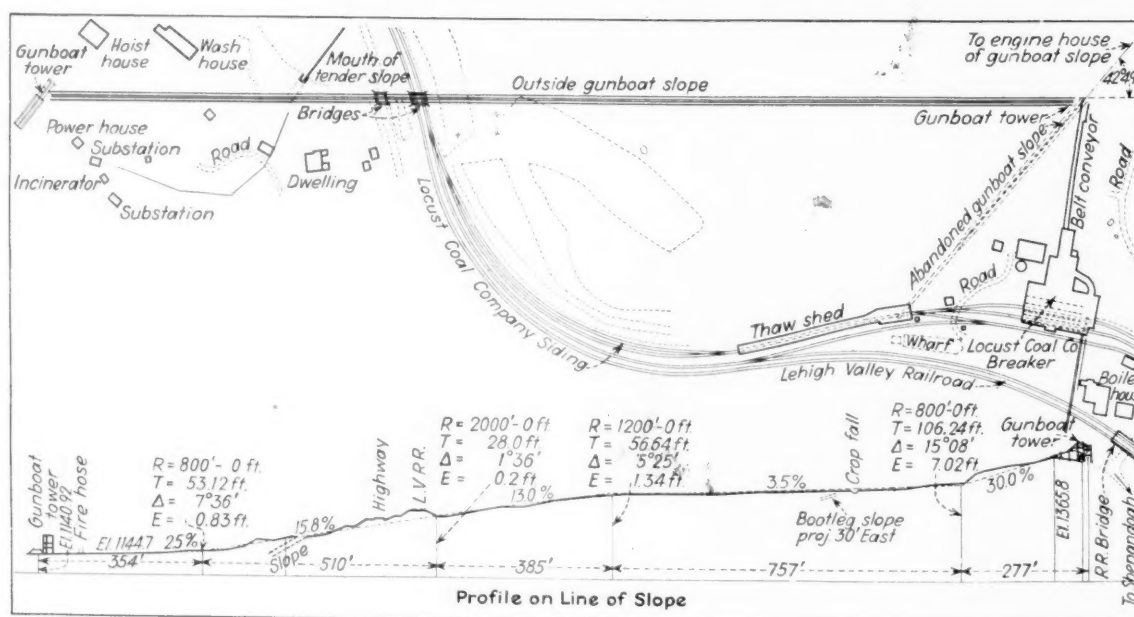 Gunboat
tower
Hoist
house
Wash
house
Mouth of
tender slope
Bridges
Outside gunboat slope
To engine house
of gunboat slope
Gunboat tower
Power house
Substation
Road
Incinerator
Substation
Dwelling
Locust Coal Company Siding
Abandoned gunboat slope
Belt conveyor
Road
Road
Thaw shed
Wharf
Locust Coal Co
Breaker
Lehigh Valley Railroad
Gunboat
tower
R.R. Bridge
To Shenandoah
Gunboat
tower
El. 1140.92
Fire hose
R = 800'-0 ft.
T = 53.12 ft.
Δ = 7°36'
E = 0.83 ft.
Highway
L.V.R.R.
R = 2000'-0 ft.
T = 28.0 ft.
Δ = 1°36'
E = 0.2 ft.
R = 1200'-0 ft.
T = 56.64 ft.
Δ = 5°25'
E = 1.34 ft.
Crop fall
R = 800'-0 ft.
T = 106.24 ft.
Δ = 15°08'
E = 7.02 ft.
El. 1144.7
2.5%
Slope
15.8%
13.0%
3.5%
Bootleg slope
proj 30' East
30.0%
El. 1365.8
354'
510'
385'
757'
277'
Profile on Line of Slope